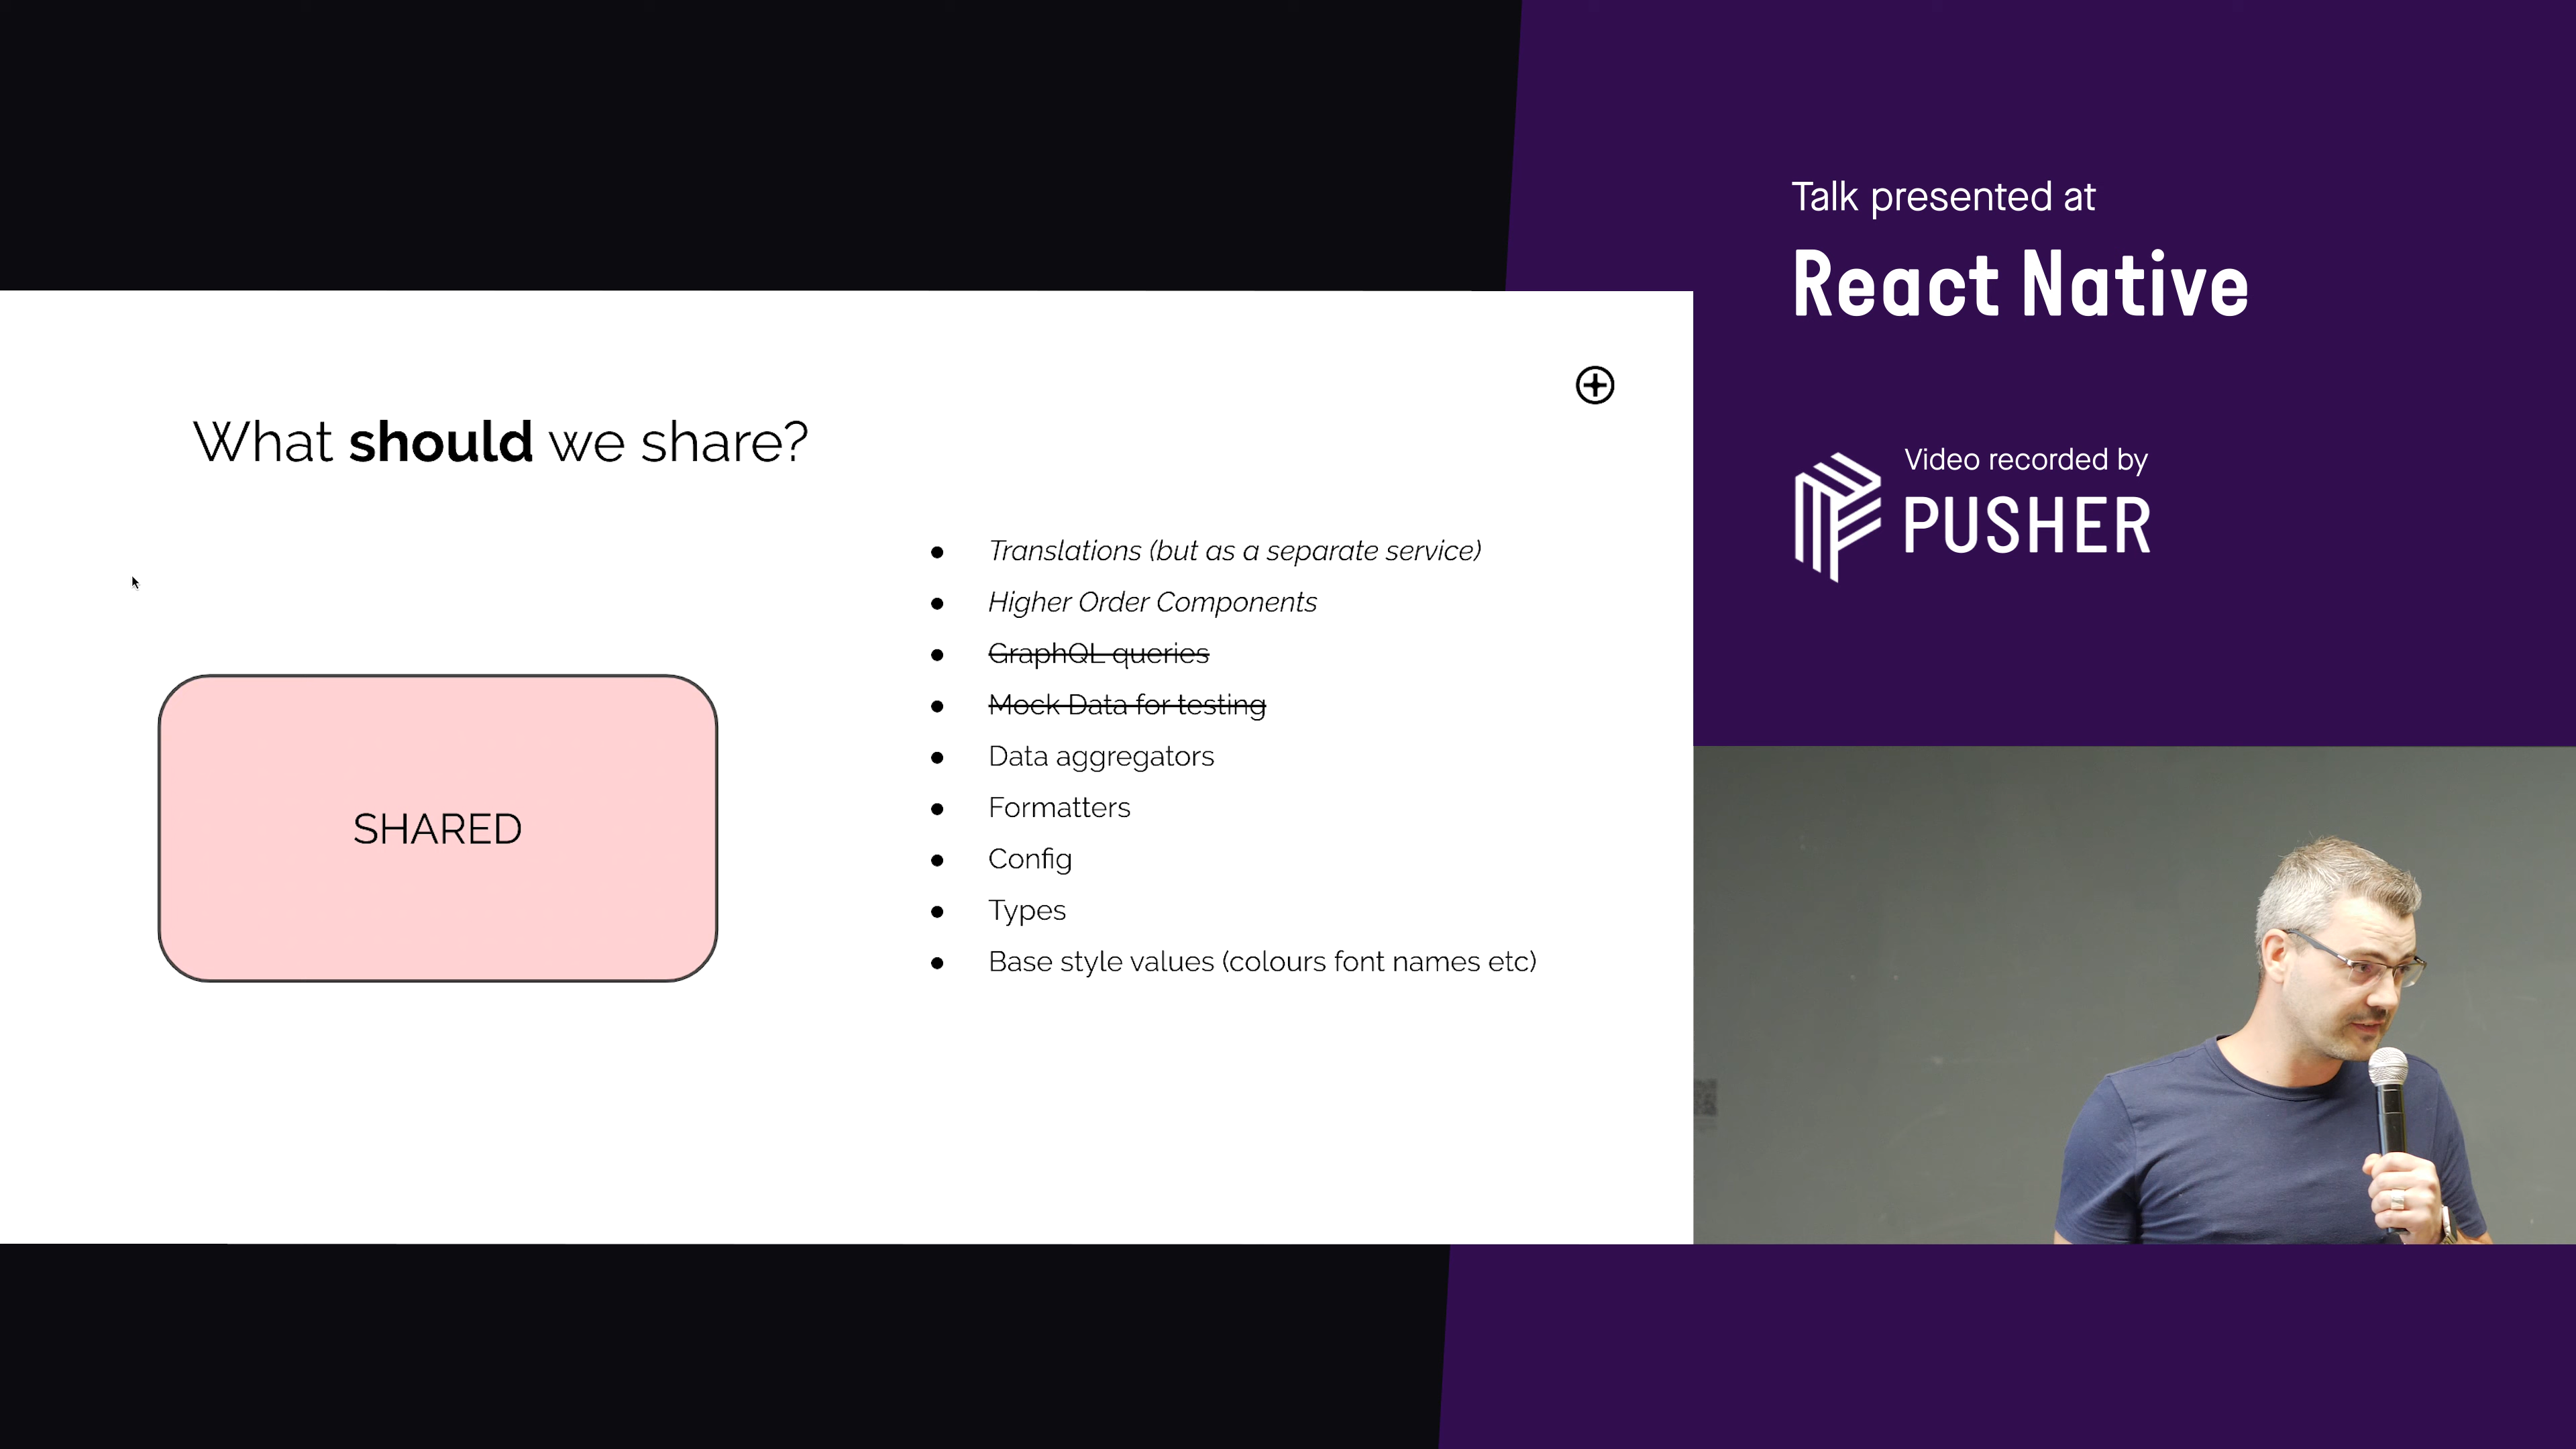 What should we share?
SHARED
Translations (but as a separate service)
Higher Order Components
GraphQL queries
Mock Data for testing
Data aggregators
Formatters
Config
Types
Base style values (colours font names etc)
Talk presented at
React Native
Video recorded by
PUSHER